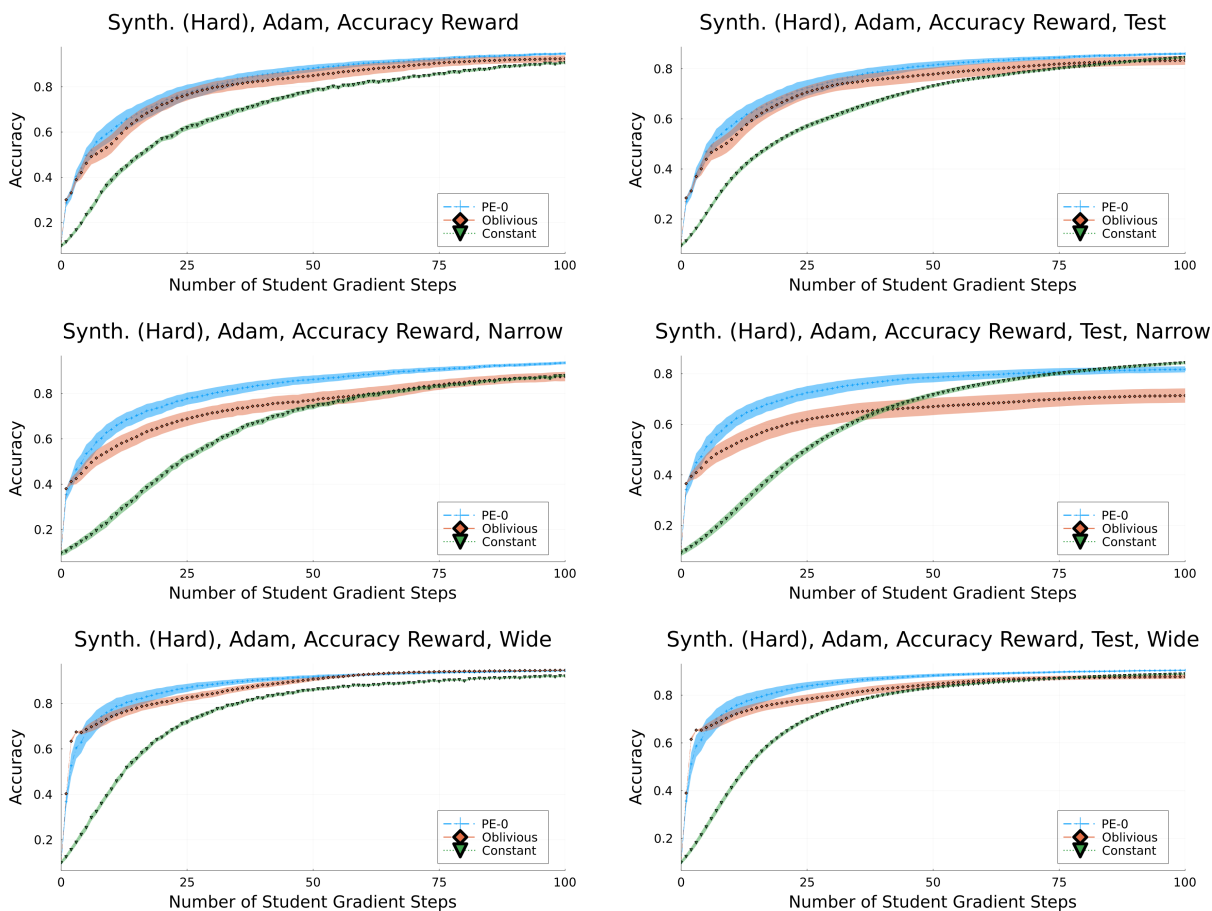 Synth. (Hard), Adam, Accuracy Reward
Accuracy
0.8
0.6
0.4
0.2
0 25 50 75 100
Number of Student Gradient Steps
PE-0
Oblivious
Constant
Synth. (Hard), Adam, Accuracy Reward, Test
Accuracy
0.8
0.6
0.4
0.2
0 25 50 75 100
Number of Student Gradient Steps
PE-0
Oblivious
Constant
Synth. (Hard), Adam, Accuracy Reward, Narrow
Accuracy
0.8
0.6
0.4
0.2
0 25 50 75 100
Number of Student Gradient Steps
PE-0
Oblivious
Constant
Synth. (Hard), Adam, Accuracy Reward, Test, Narrow
Accuracy
0.8
0.6
0.4
0.2
0 25 50 75 100
Number of Student Gradient Steps
PE-0
Oblivious
Constant
Synth. (Hard), Adam, Accuracy Reward, Wide
Accuracy
0.8
0.6
0.4
0.2
0 25 50 75 100
Number of Student Gradient Steps
PE-0
Oblivious
Constant
Synth. (Hard), Adam, Accuracy Reward, Test, Wide
Accuracy
0.8
0.6
0.4
0.2
0 25 50 75 100
Number of Student Gradient Steps
PE-0
Oblivious
Constant